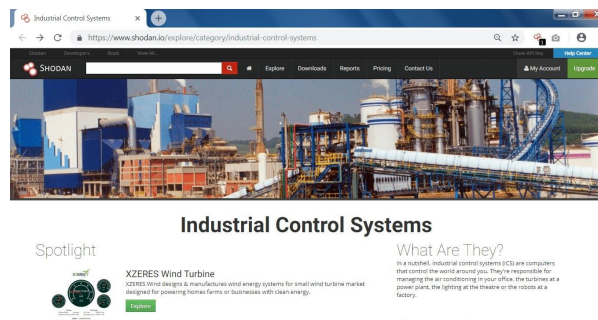 Industrial Control Systems
https://www.shodan.io/explore/category/industrial-control-systems
Shodan Developers Book View All...
Show API Key Help Center
SHODAN Explore Downloads Reports Pricing Contact Us My Account Upgrade
Industrial Control Systems
Spotlight
XZERES Wind Turbine
XZERES Wind designs & manufactures wind energy systems for small wind turbine market
designed for powering homes farms or businesses with clean energy.
Explore
What Are They?
In a nutshell, Industrial control systems (ICS) are computers
that control the world around you. They're responsible for
managing the air conditioning in your office, the turbines at a
power plant, the lighting at the theatre or the robots at a
factory.